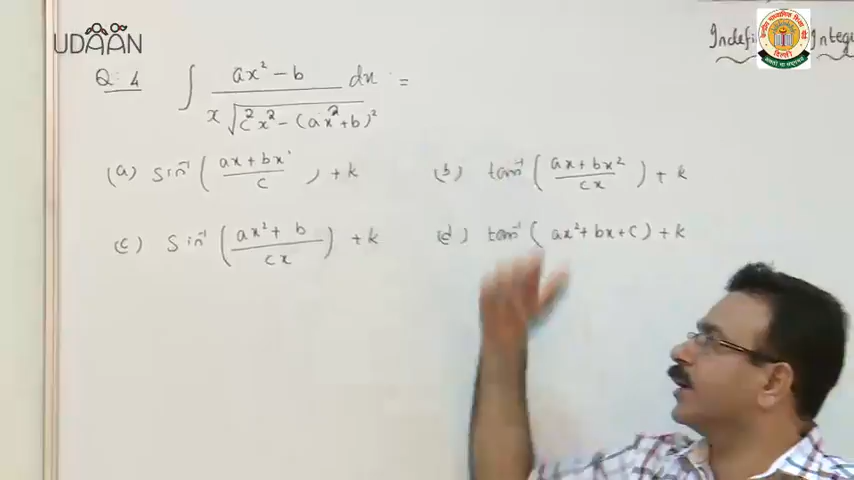 UDAAN
Indefi Integ
Q. 4 ∫ (ax² - b) / (x √(c²x² - (ax² + b)²)) dx =
(a) sin⁻¹ ( (ax + bx') / c ) + k (b) tan⁻¹ ( (ax + bx²) / cx ) + k
(c) sin⁻¹ ( (ax² + b) / cx ) + k (d) tan⁻¹ ( ax² + bx + c ) + k